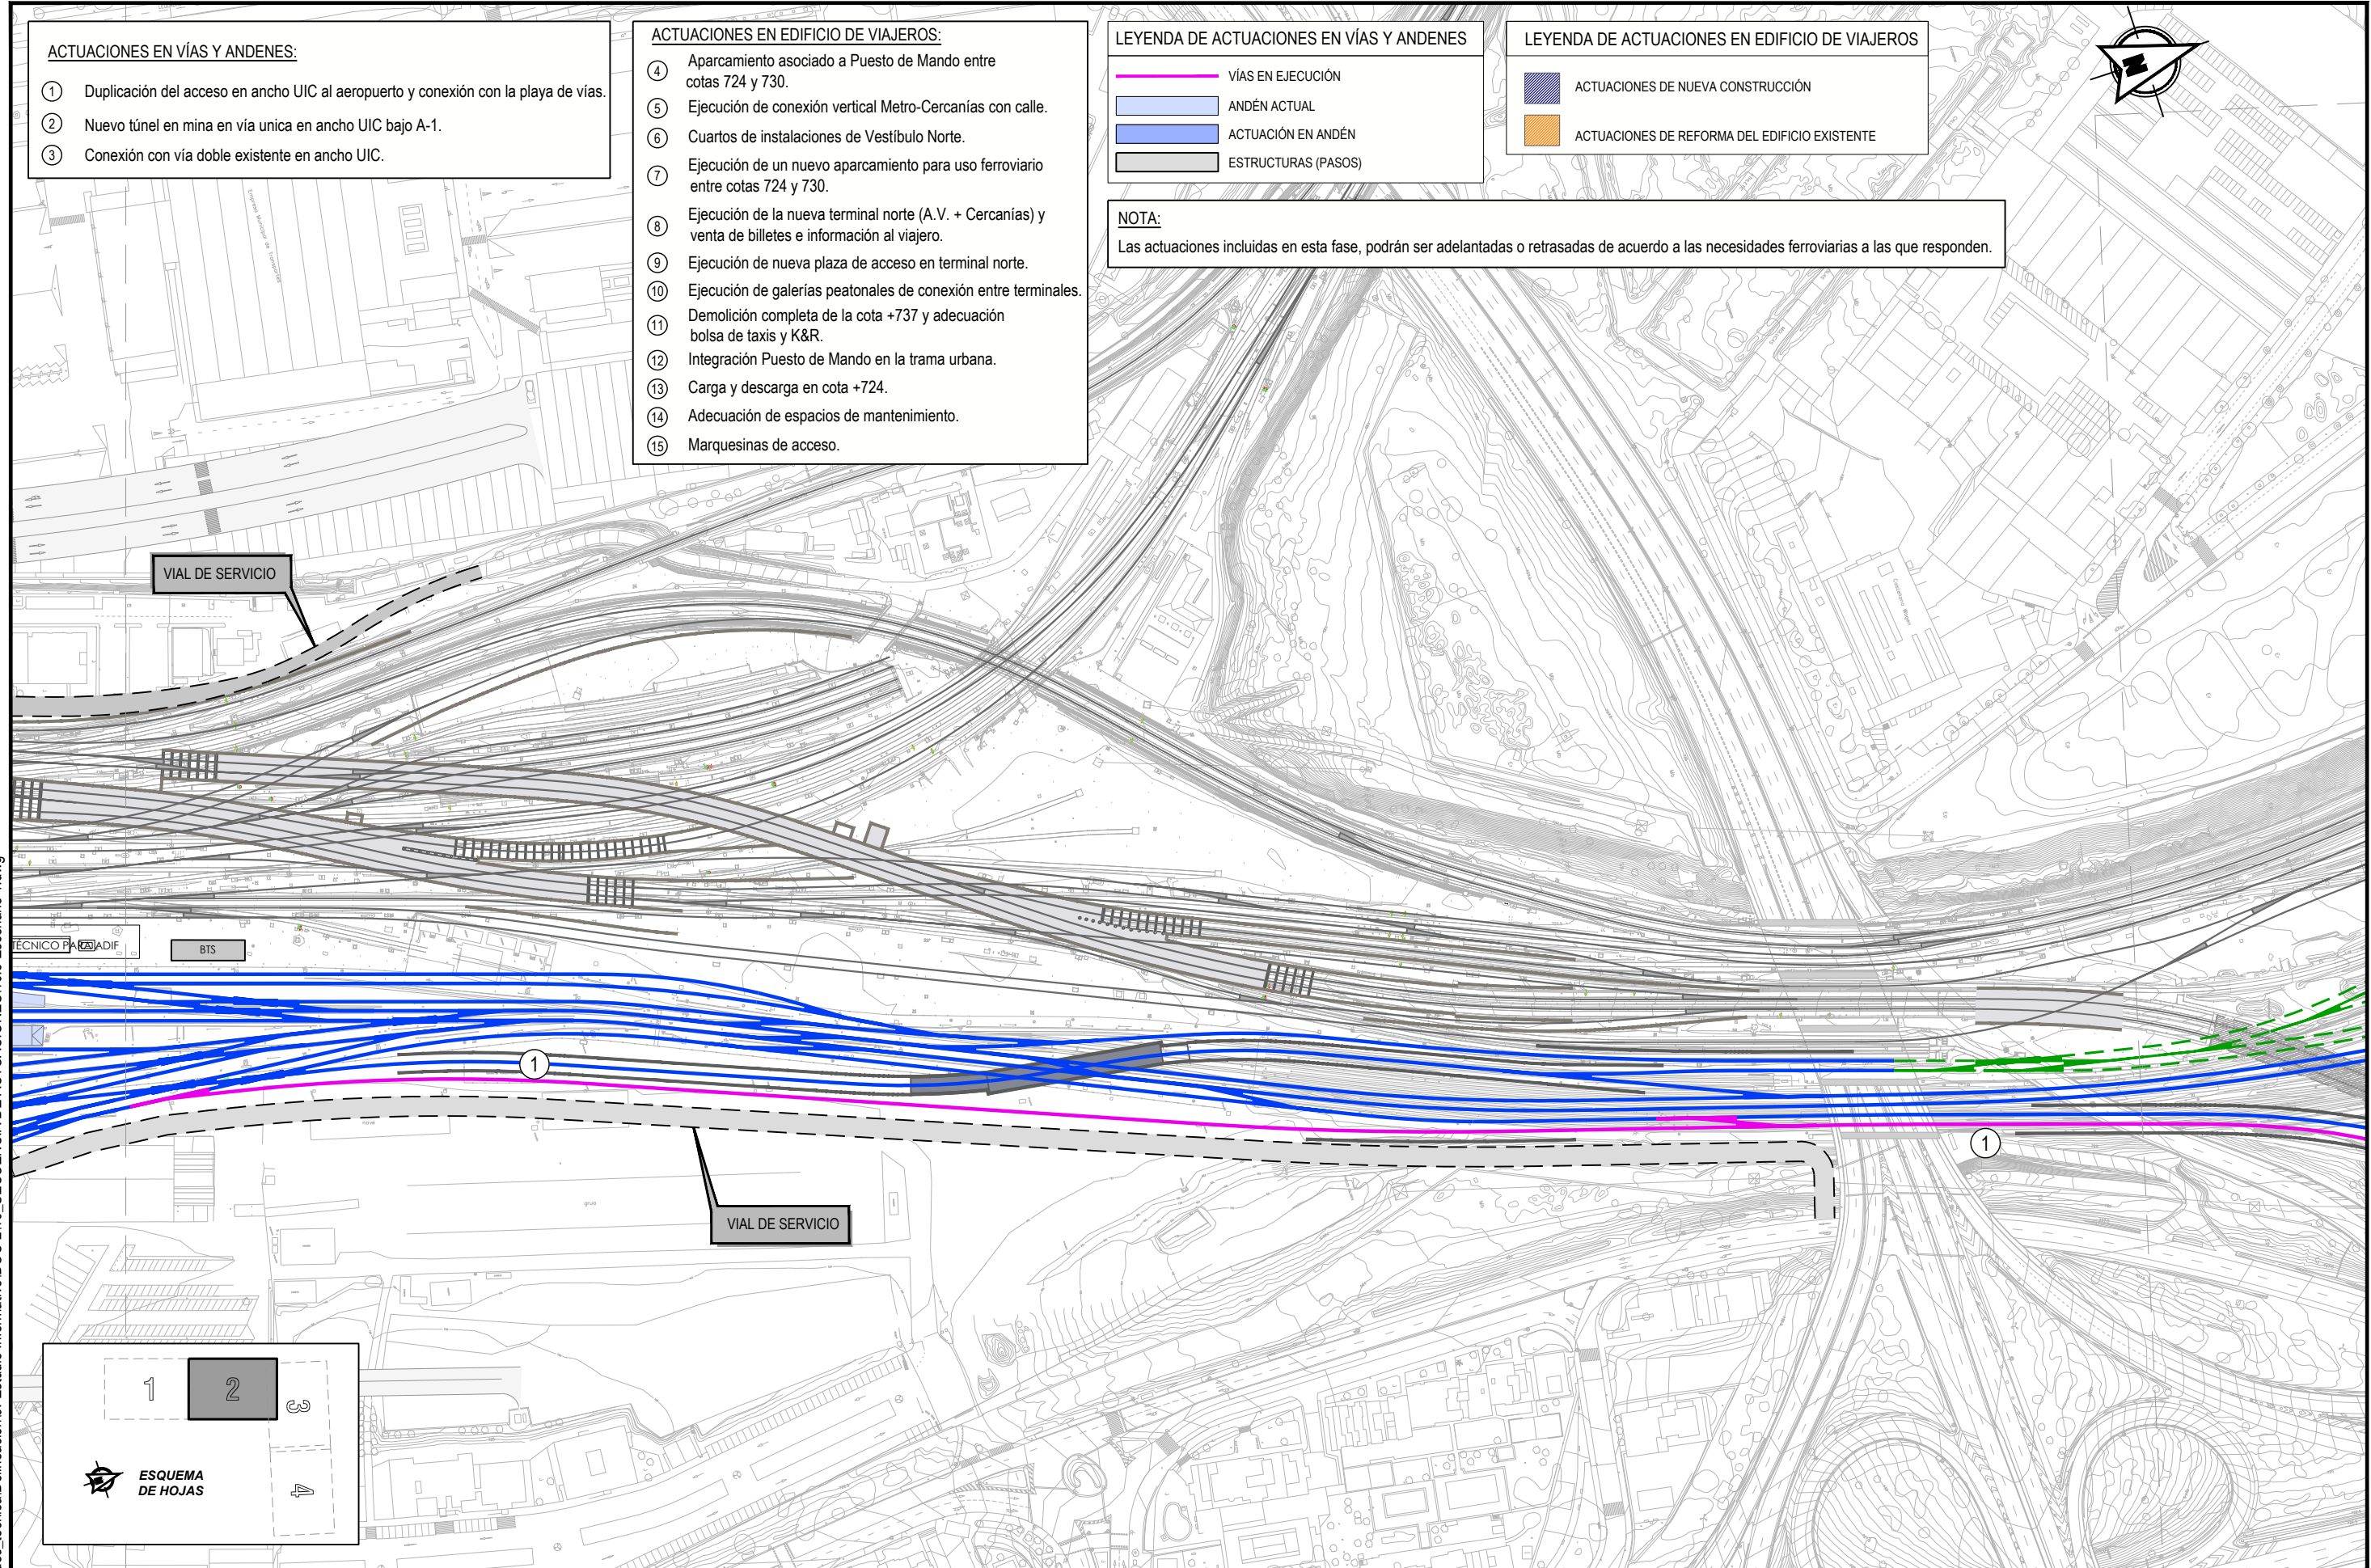 ACTUACIONES EN VÍAS Y ANDENES:
1 Duplicación del acceso en ancho UIC al aeropuerto y conexión con la playa de vías.
2 Nuevo túnel en mina en vía unica en ancho UIC bajo A-1.
3 Conexión con vía doble existente en ancho UIC.
ACTUACIONES EN EDIFICIO DE VIAJEROS:
4 Aparcamiento asociado a Puesto de Mando entre
cotas 724 y 730.
5 Ejecución de conexión vertical Metro-Cercanías con calle.
6 Cuartos de instalaciones de Vestíbulo Norte.
7 Ejecución de un nuevo aparcamiento para uso ferroviario
entre cotas 724 y 730.
8 Ejecución de la nueva terminal norte (A.V. + Cercanías) y
venta de billetes e información al viajero.
9 Ejecución de nueva plaza de acceso en terminal norte.
10 Ejecución de galerías peatonales de conexión entre terminales.
11 Demolición completa de la cota +737 y adecuación
bolsa de taxis y K&R.
12 Integración Puesto de Mando en la trama urbana.
13 Carga y descarga en cota +724.
14 Adecuación de espacios de mantenimiento.
15 Marquesinas de acceso.
LEYENDA DE ACTUACIONES EN VÍAS Y ANDENES
VÍAS EN EJECUCIÓN
ANDÉN ACTUAL
ACTUACIÓN EN ANDÉN
ESTRUCTURAS (PASOS)
LEYENDA DE ACTUACIONES EN EDIFICIO DE VIAJEROS
ACTUACIONES DE NUEVA CONSTRUCCIÓN
ACTUACIONES DE REFORMA DEL EDIFICIO EXISTENTE
N
NOTA:
Las actuaciones incluidas en esta fase, podrán ser adelantadas o retrasadas de acuerdo a las necesidades ferroviarias a las que responden.
Empresa Municipal de Transportes
VIAL DE SERVICIO
TÉCNICO PARA ADIF
BTS
1
1
nave
grua
VIAL DE SERVICIO
1
2
3
4
ESQUEMA
DE HOJAS